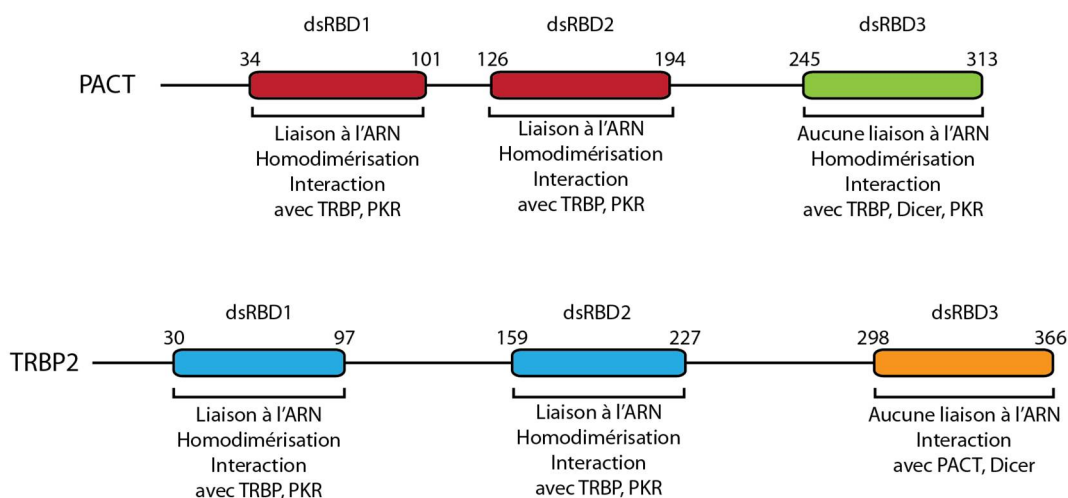 dsRBD1 dsRBD2 dsRBD3
34 101 126 194 245 313
PACT
Liaison à l'ARN
Homodimérisation
Interaction
avec TRBP, PKR
Liaison à l'ARN
Homodimérisation
Interaction
avec TRBP, PKR
Aucune liaison à l'ARN
Homodimérisation
Interaction
avec TRBP, Dicer, PKR
dsRBD1 dsRBD2 dsRBD3
30 97 159 227 298 366
TRBP2
Liaison à l'ARN
Homodimérisation
Interaction
avec TRBP, PKR
Liaison à l'ARN
Homodimérisation
Interaction
avec TRBP, PKR
Aucune liaison à l'ARN
Interaction
avec PACT, Dicer